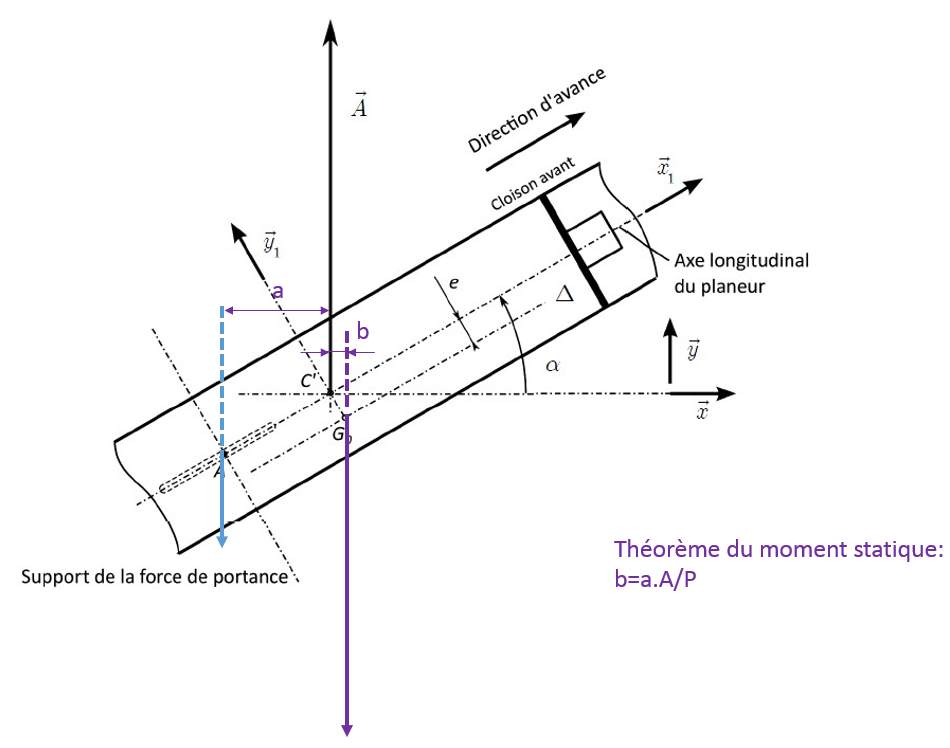 A
Direction d'avance
Cloison avant
x₁
y₁
a
e
Axe longitudinal
du planeur
Δ
b
y
C'
α
x
G
A
Théorème du moment statique:
b=a.A/P
Support de la force de portance